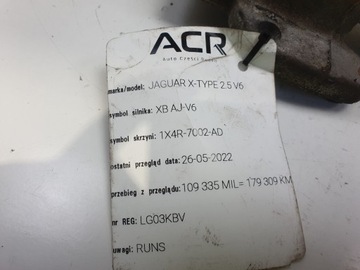 ACR
Auto Części
marka/model: JAGUAR X-TYPE 2.5 V6
symbol silnika: XB AJ-V6
symbol skrzyni: 1X4R-7002-AD
ostatni przegląd data: 26-05-2022
przebieg z przeglądu: 109 335 MIL= 179 309 KM
nr REG: LG03KBV
uwagi: RUNS